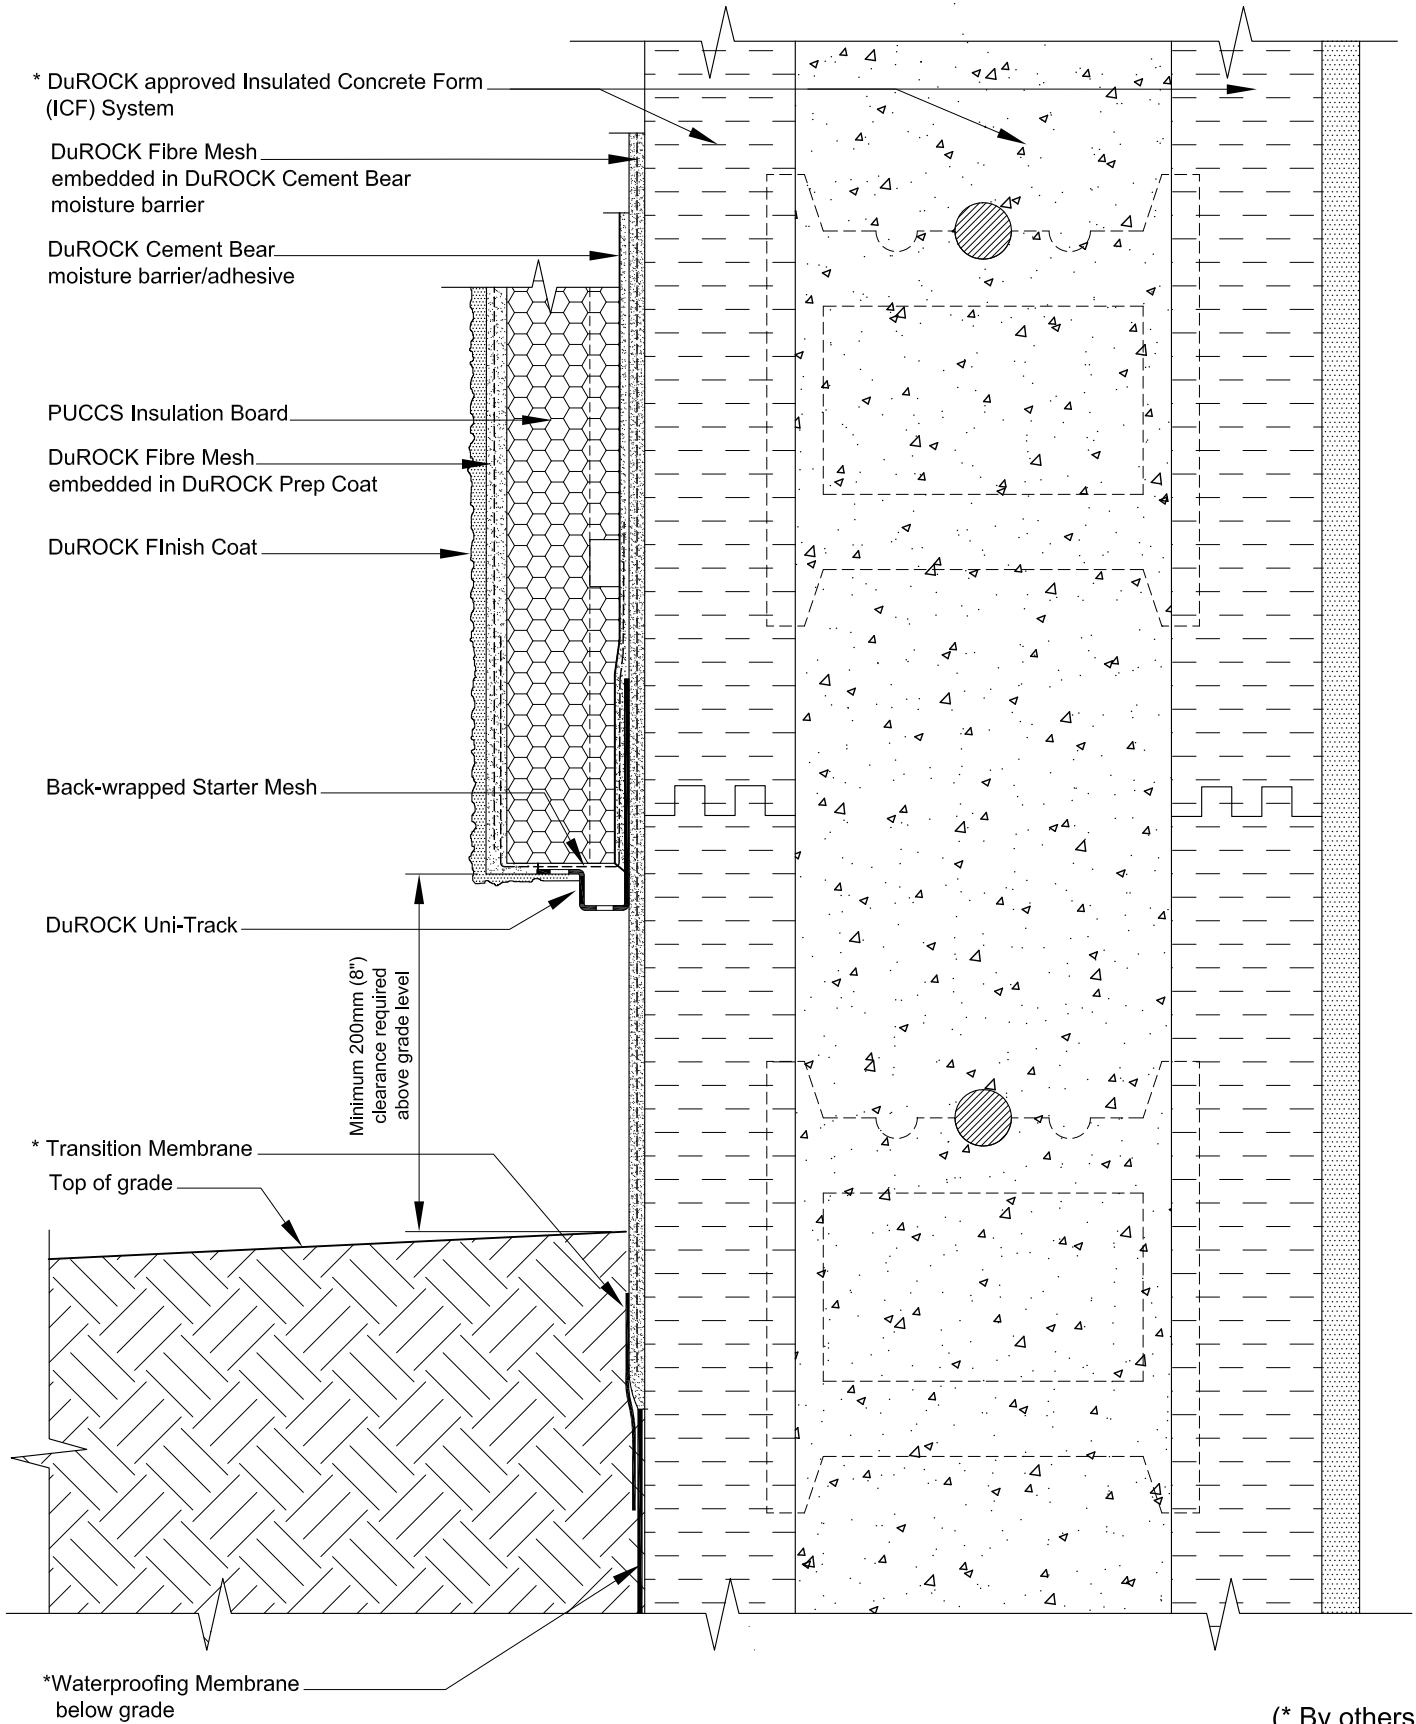 * DuROCK approved Insulated Concrete Form
(ICF) System
DuROCK Fibre Mesh
embedded in DuROCK Cement Bear
moisture barrier
DuROCK Cement Bear
moisture barrier/adhesive
PUCCS Insulation Board
DuROCK Fibre Mesh
embedded in DuROCK Prep Coat
DuROCK FInish Coat
Back-wrapped Starter Mesh
DuROCK Uni-Track
Minimum 200mm (8")
clearance required
above grade level
* Transition Membrane
Top of grade
*Waterproofing Membrane
below grade
(* By others